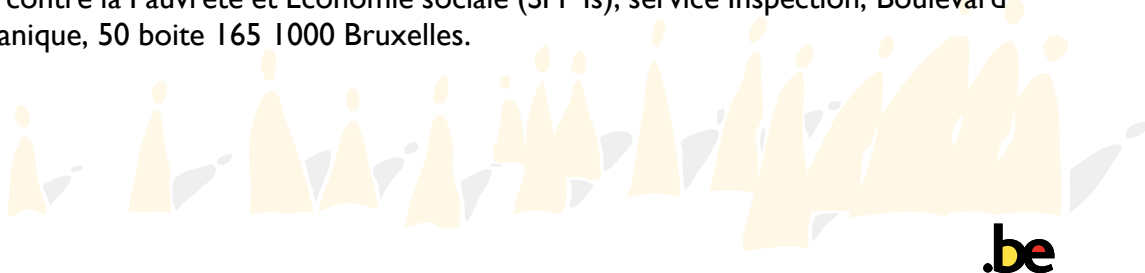 contre la Pauvreté et Economie sociale (SPP Is), service Inspection, Boulevard
anique, 50 boite 165 1000 Bruxelles.
.be